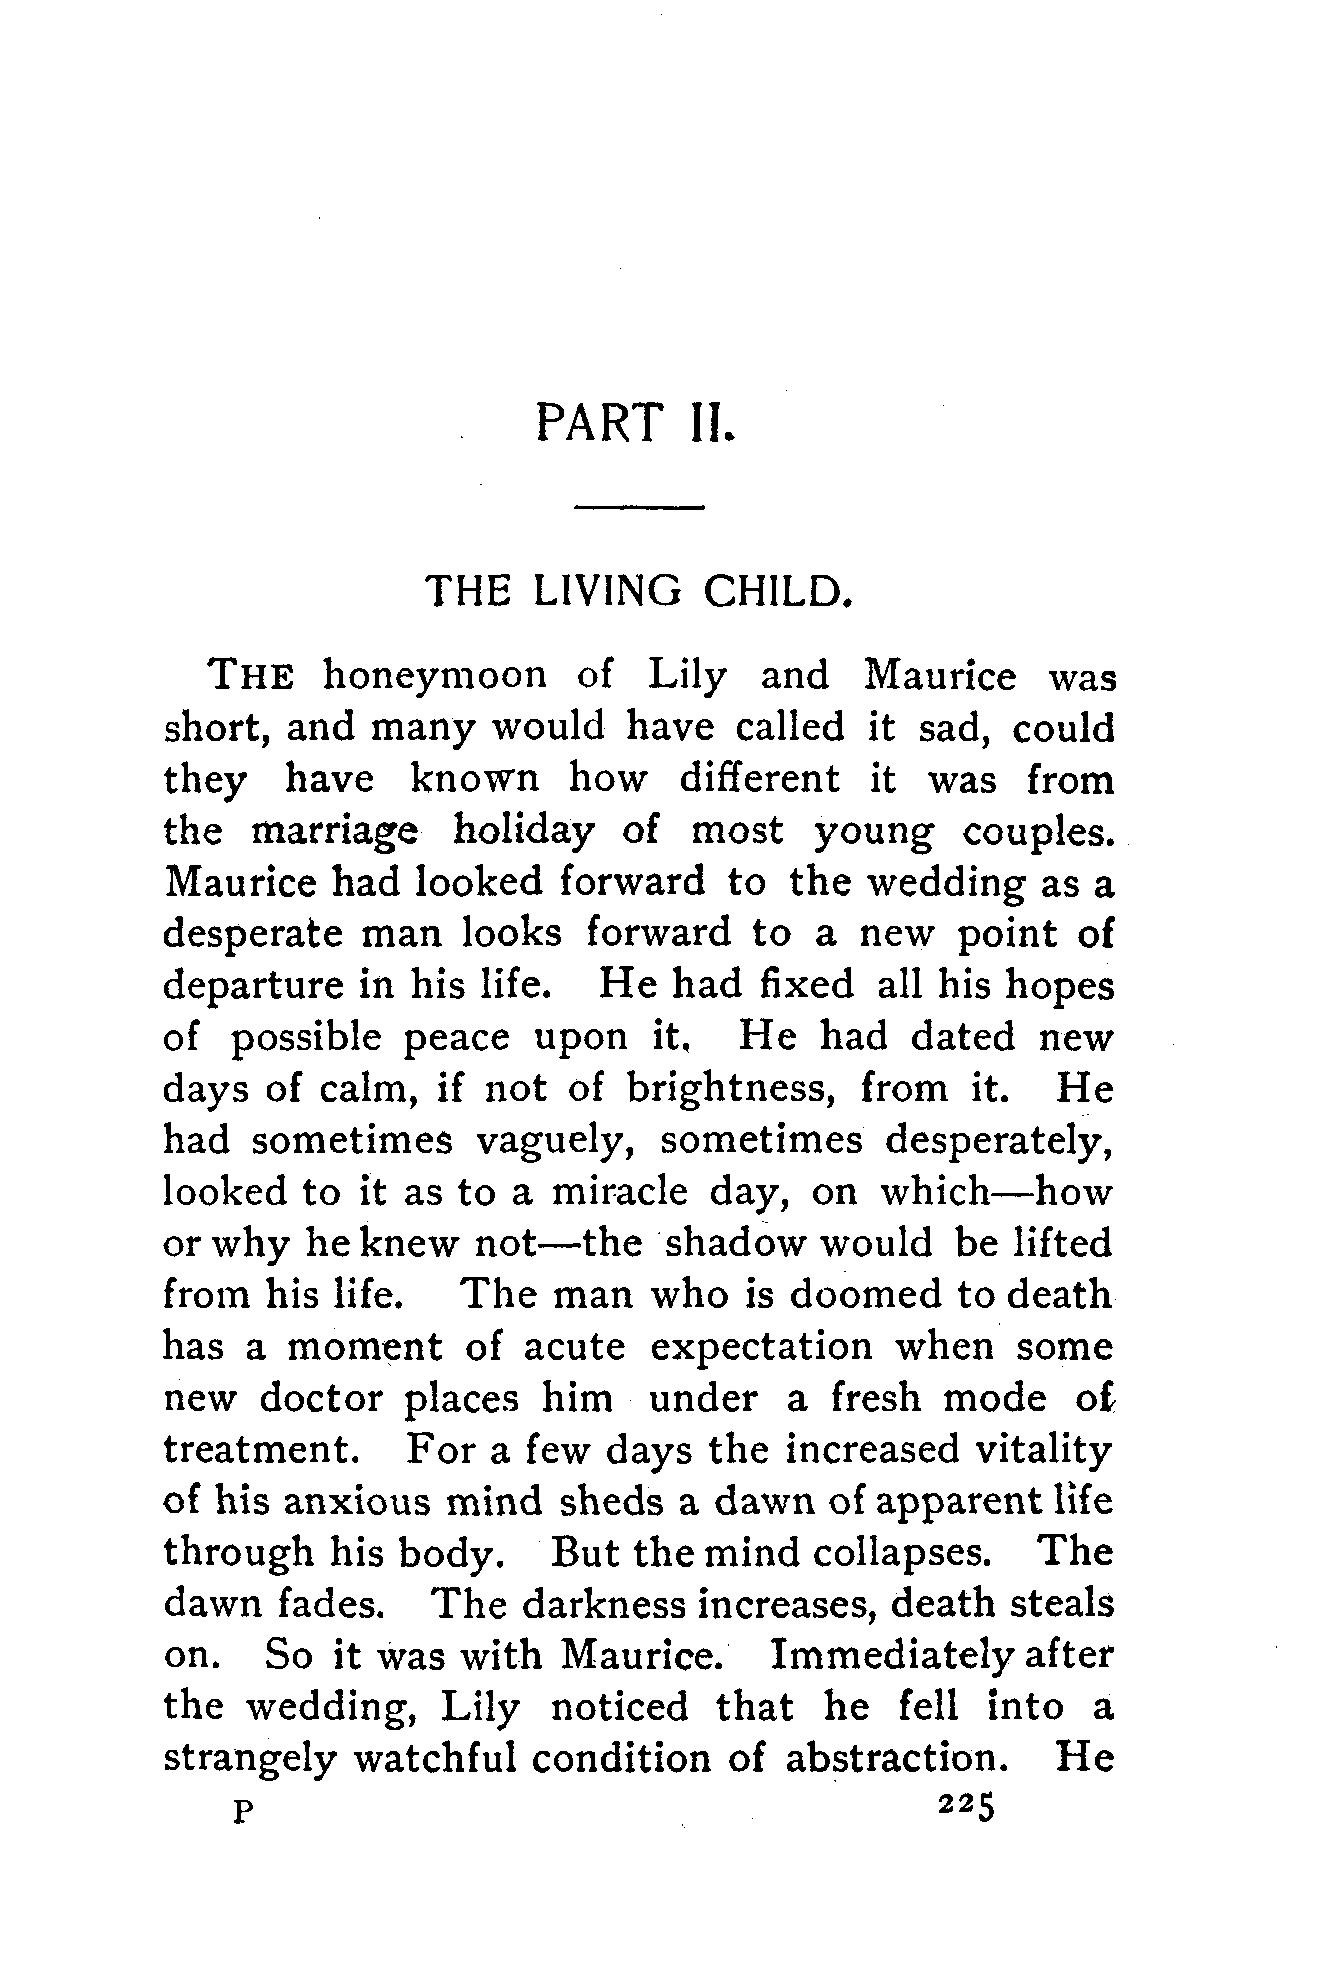 PART II.
THE LIVING CHILD.
THE honeymoon of Lily and Maurice was
short, and many would have called it sad, could
they have known how different it was from
the marriage holiday of most young couples.
Maurice had looked forward to the wedding as a
desperate man looks forward to a new point of
departure in his life. He had fixed all his hopes
of possible peace upon it. He had dated new
days of calm, if not of brightness, from it. He
had sometimes vaguely, sometimes desperately,
looked to it as to a miracle day, on which—how
or why he knew not—the shadow would be lifted
from his life. The man who is doomed to death
has a moment of acute expectation when some
new doctor places him under a fresh mode of
treatment. For a few days the increased vitality
of his anxious mind sheds a dawn of apparent life
through his body. But the mind collapses. The
dawn fades. The darkness increases, death steals
on. So it was with Maurice. Immediately after
the wedding, Lily noticed that he fell into a
strangely watchful condition of abstraction. He
P 225